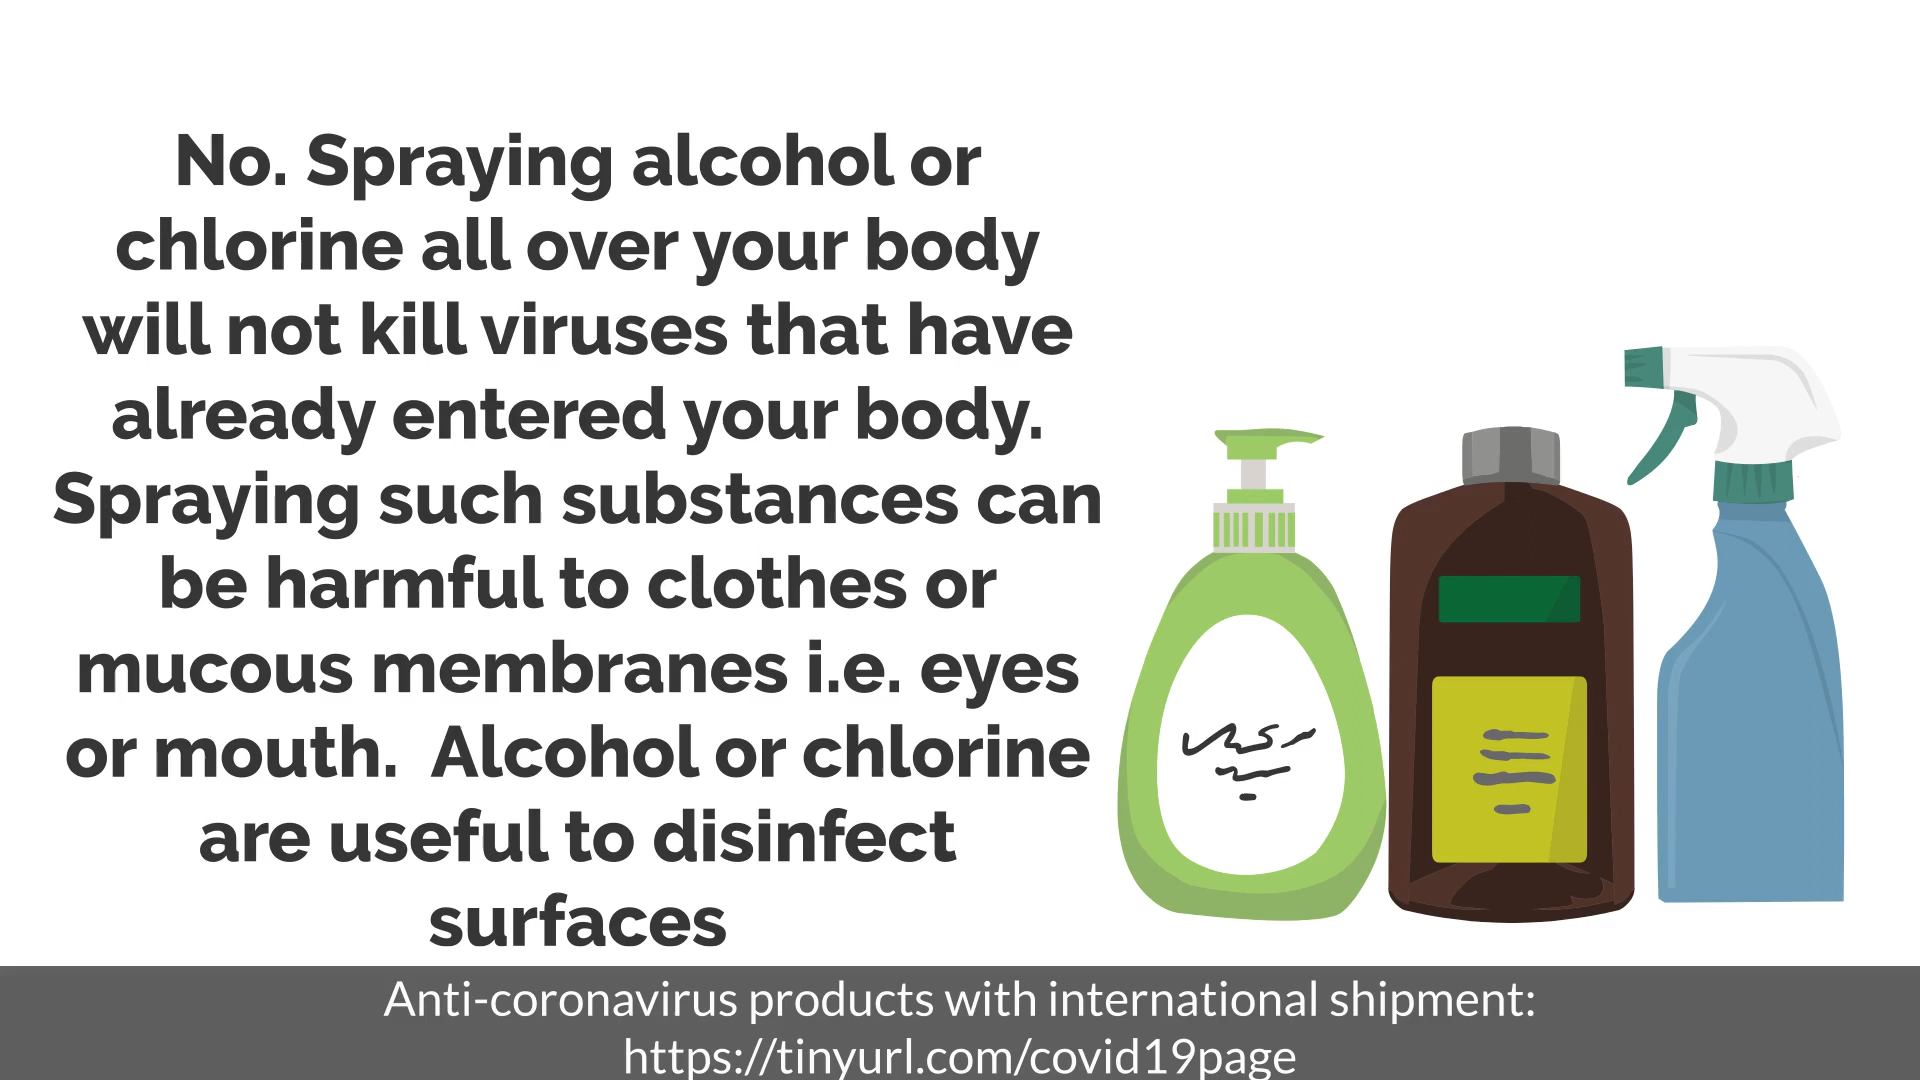 No. Spraying alcohol or
chlorine all over your body
will not kill viruses that have
already entered your body.
Spraying such substances can
be harmful to clothes or
mucous membranes i.e. eyes
or mouth.  Alcohol or chlorine
are useful to disinfect
surfaces
Anti-coronavirus products with international shipment:
https://tinyurl.com/covid19page